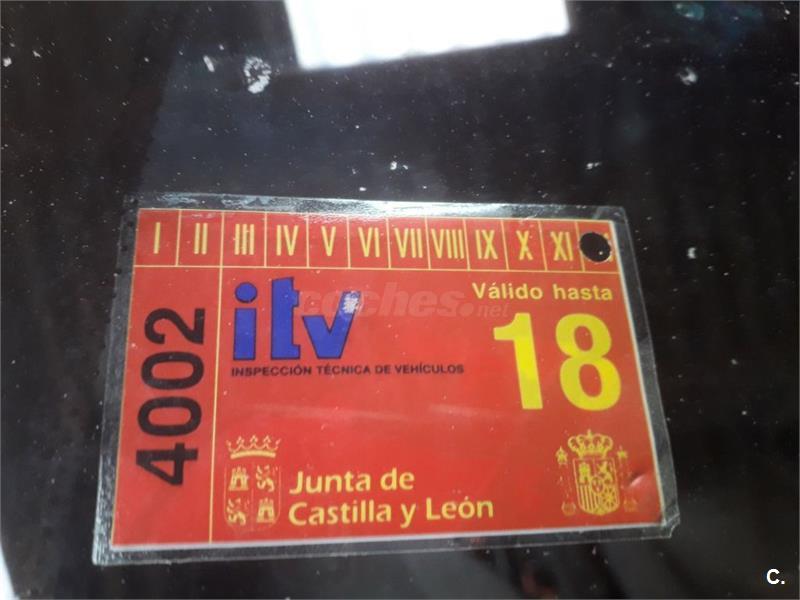 I II III IV V VI VII VIII IX X XI
4002
itv
Válido hasta
18
INSPECCIÓN TÉCNICA DE VEHÍCULOS
coches.net
Junta de
Castilla y León
C.